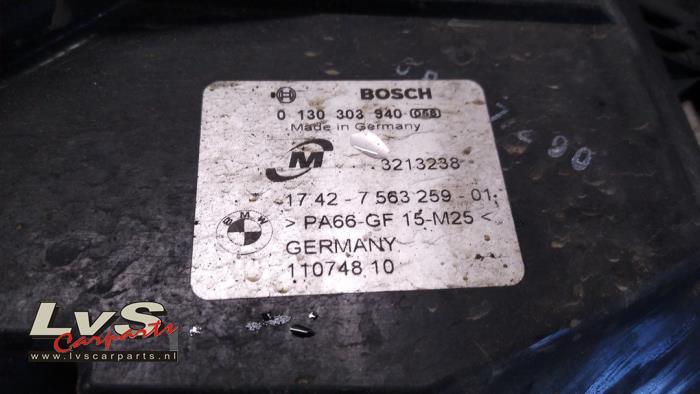 BOSCH
0 130 303 940 056
Made in Germany
M 3213238
17 42 - 7 563 259 - 01
BMW > PA66-GF 15-M25 <
GERMANY
110748 10
LvS
Carparts
www.lvscarparts.nl